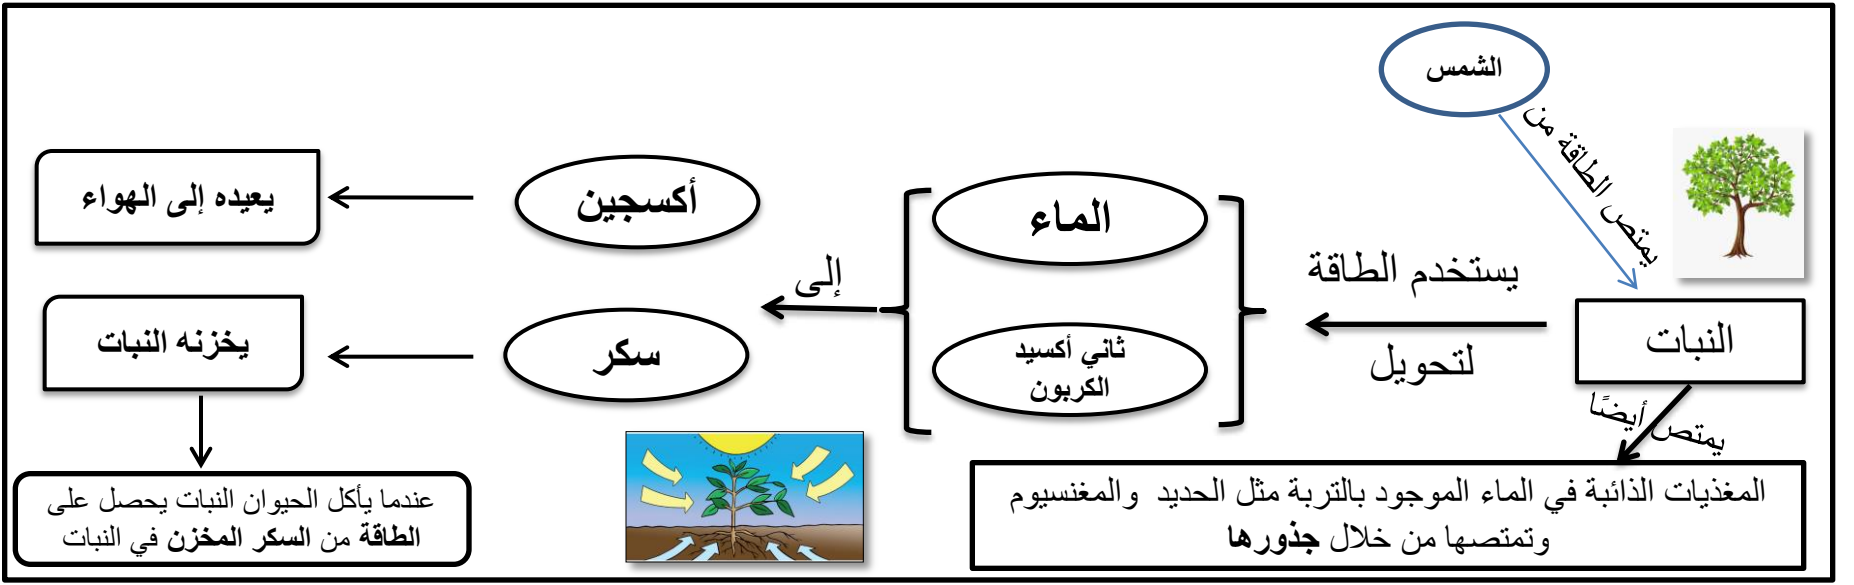 الشمس
يمتص الطاقة من
النبات
يستخدم الطاقة
لتحويل
الماء
ثاني أكسيد
الكربون
إلى
أكسجين
يعيده إلى الهواء
سكر
يخزنه النبات
عندما يأكل الحيوان النبات يحصل على
الطاقة من السكر المخزن في النبات
يمتص أيضًا
المغذيات الذائبة في الماء الموجود بالتربة مثل الحديد والمغنسيوم
وتمتصها من خلال جذورها